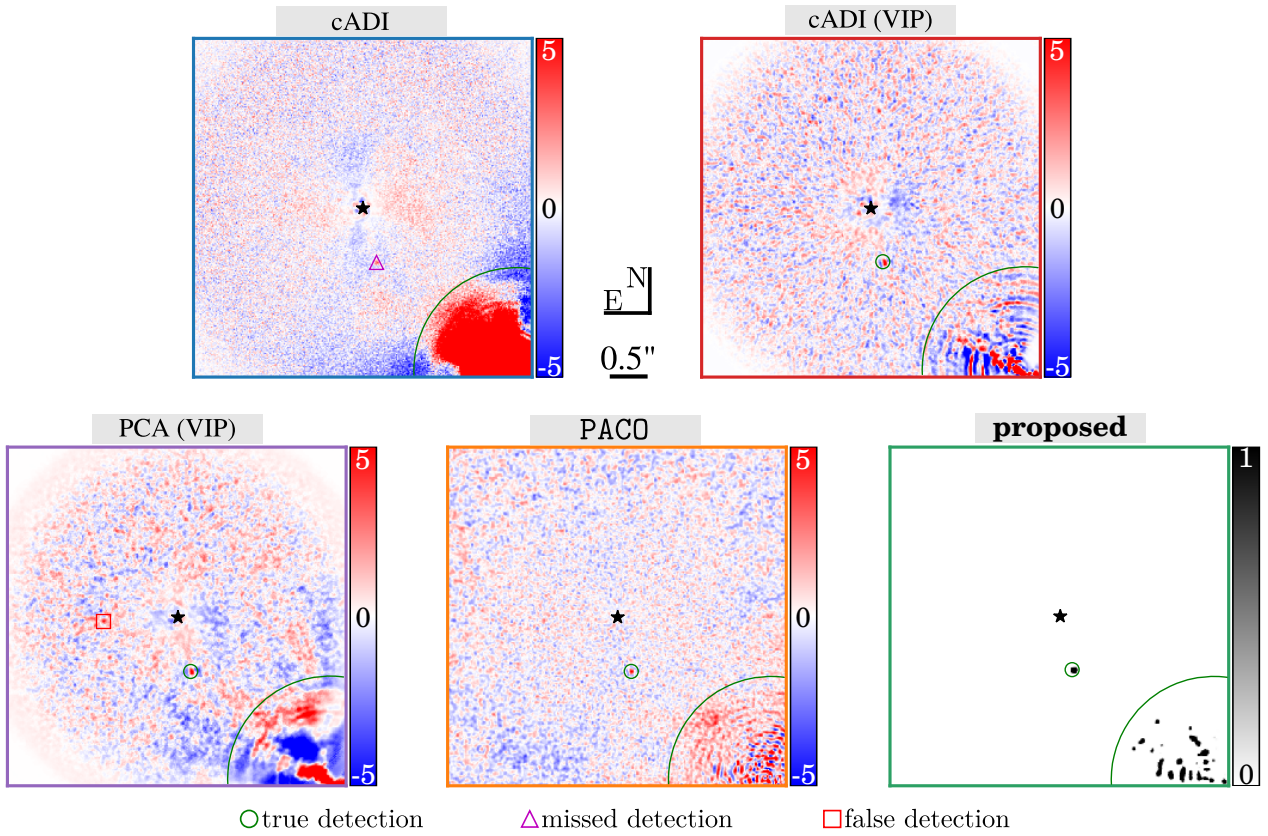 cADI
cADI (VIP)
5
0
-5
5
0
-5
N
E
0.5"
PCA (VIP)
PACO
proposed
5
0
-5
5
0
-5
1
0
true detection
missed detection
false detection